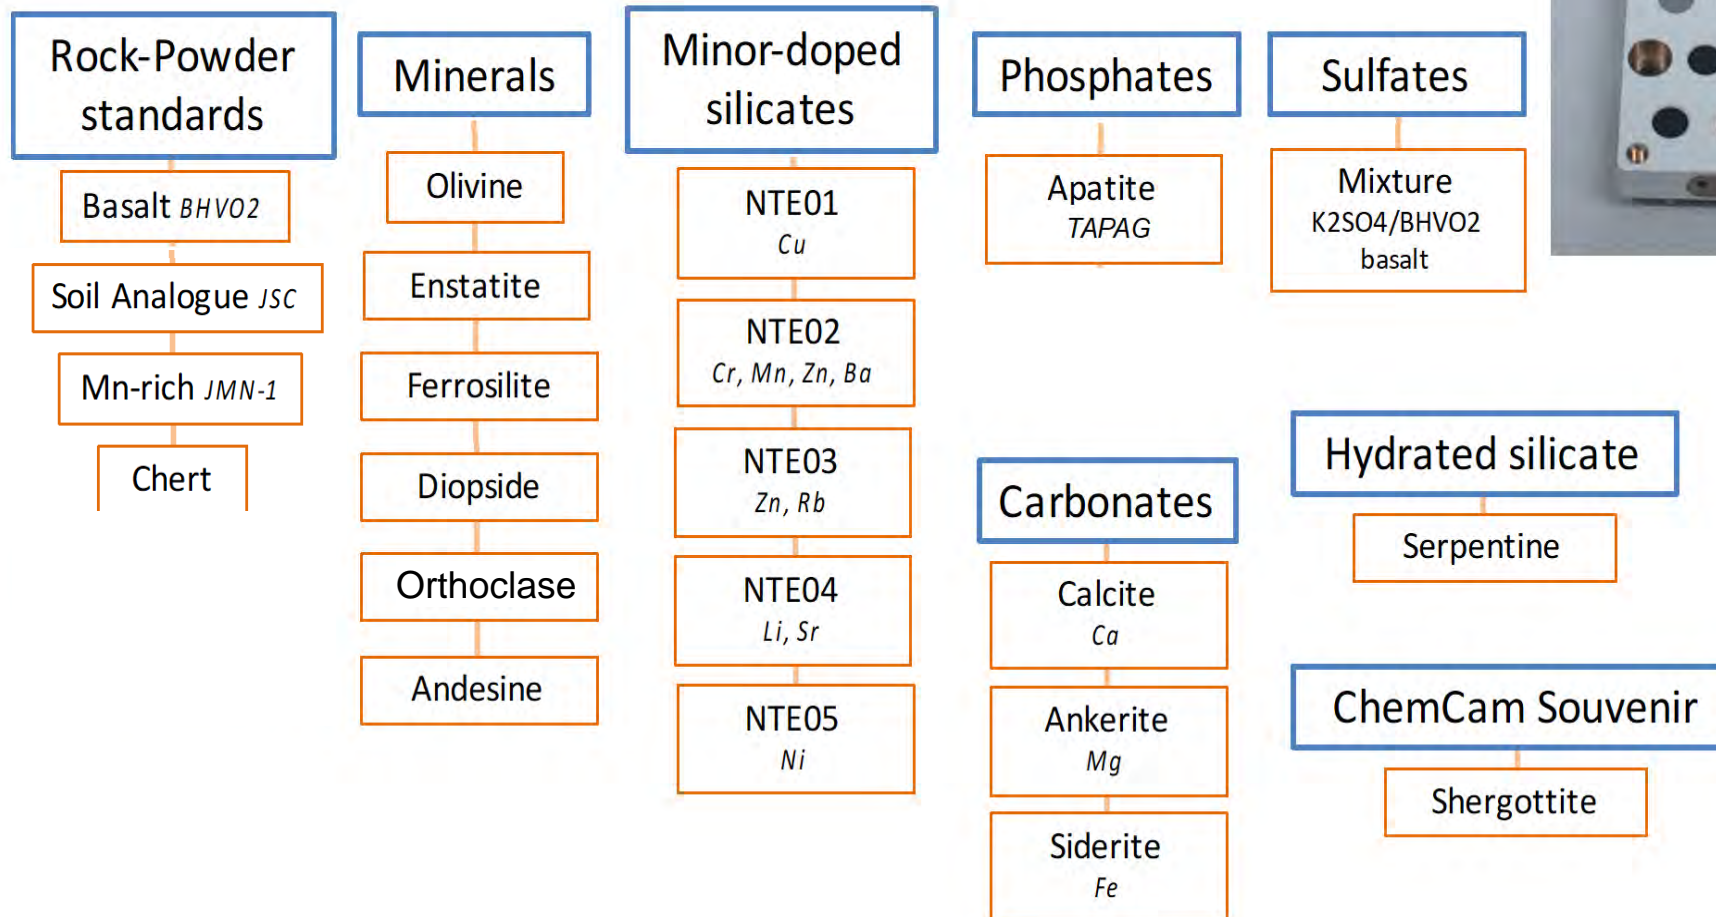 Rock-Powder
standards
Basalt BHVO2
Soil Analogue JSC
Mn-rich JMN-1
Chert
Minerals
Olivine
Enstatite
Ferrosilite
Diopside
Orthoclase
Andesine
Minor-doped
silicates
NTE01
Cu
NTE02
Cr, Mn, Zn, Ba
NTE03
Zn, Rb
NTE04
Li, Sr
NTE05
Ni
Phosphates
Apatite
TAPAG
Sulfates
Mixture
K2SO4/BHVO2
basalt
Carbonates
Calcite
Ca
Ankerite
Mg
Siderite
Fe
Hydrated silicate
Serpentine
ChemCam Souvenir
Shergottite